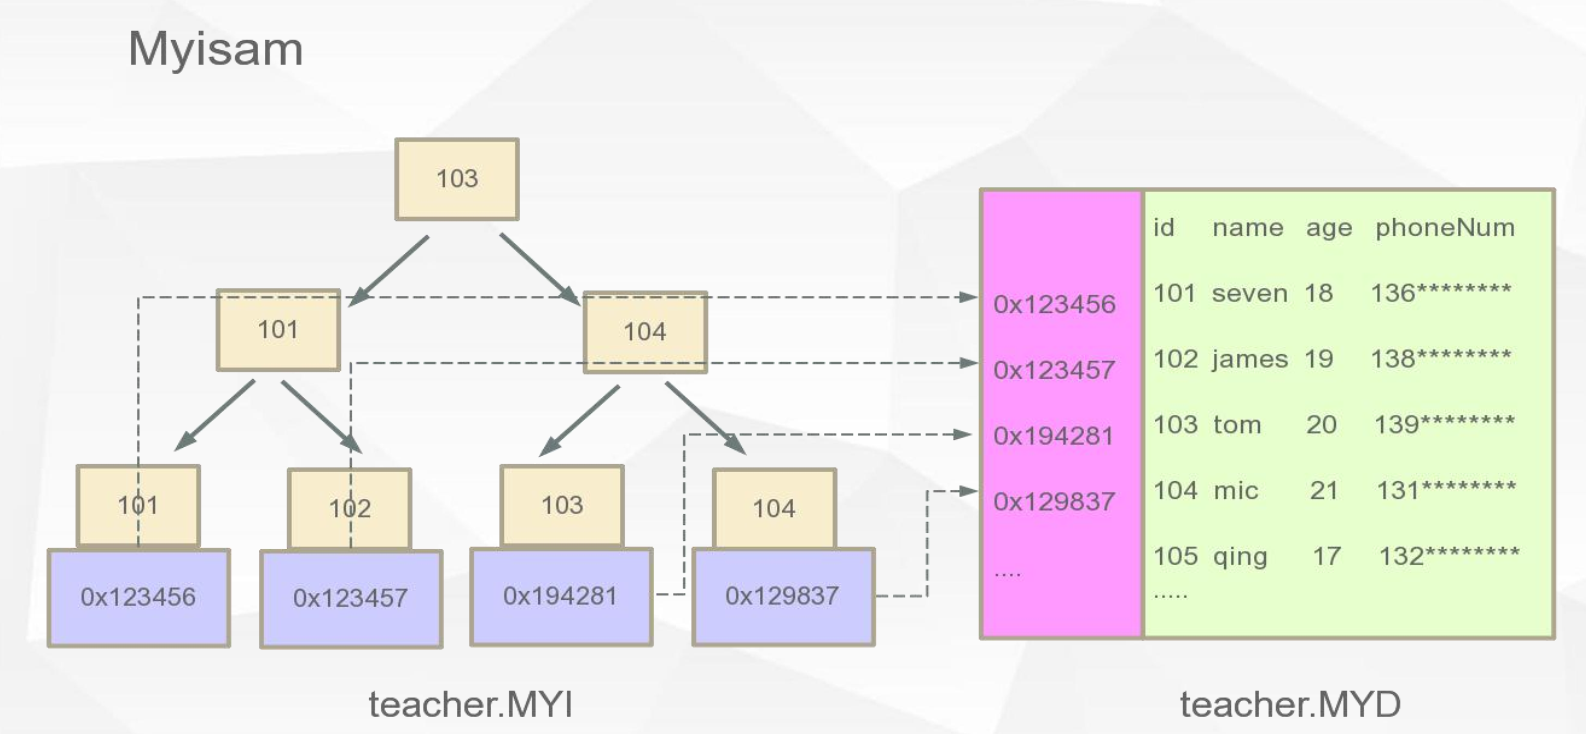 Myisam
103
101
104
101
102
103
104
0x123456
0x123457
0x194281
0x129837
teacher.MYI
id name age phoneNum
0x123456 101 seven 18 136********
0x123457 102 james 19 138********
0x194281 103 tom 20 139********
0x129837 104 mic 21 131********
.... 105 qing 17 132********
.....
teacher.MYD